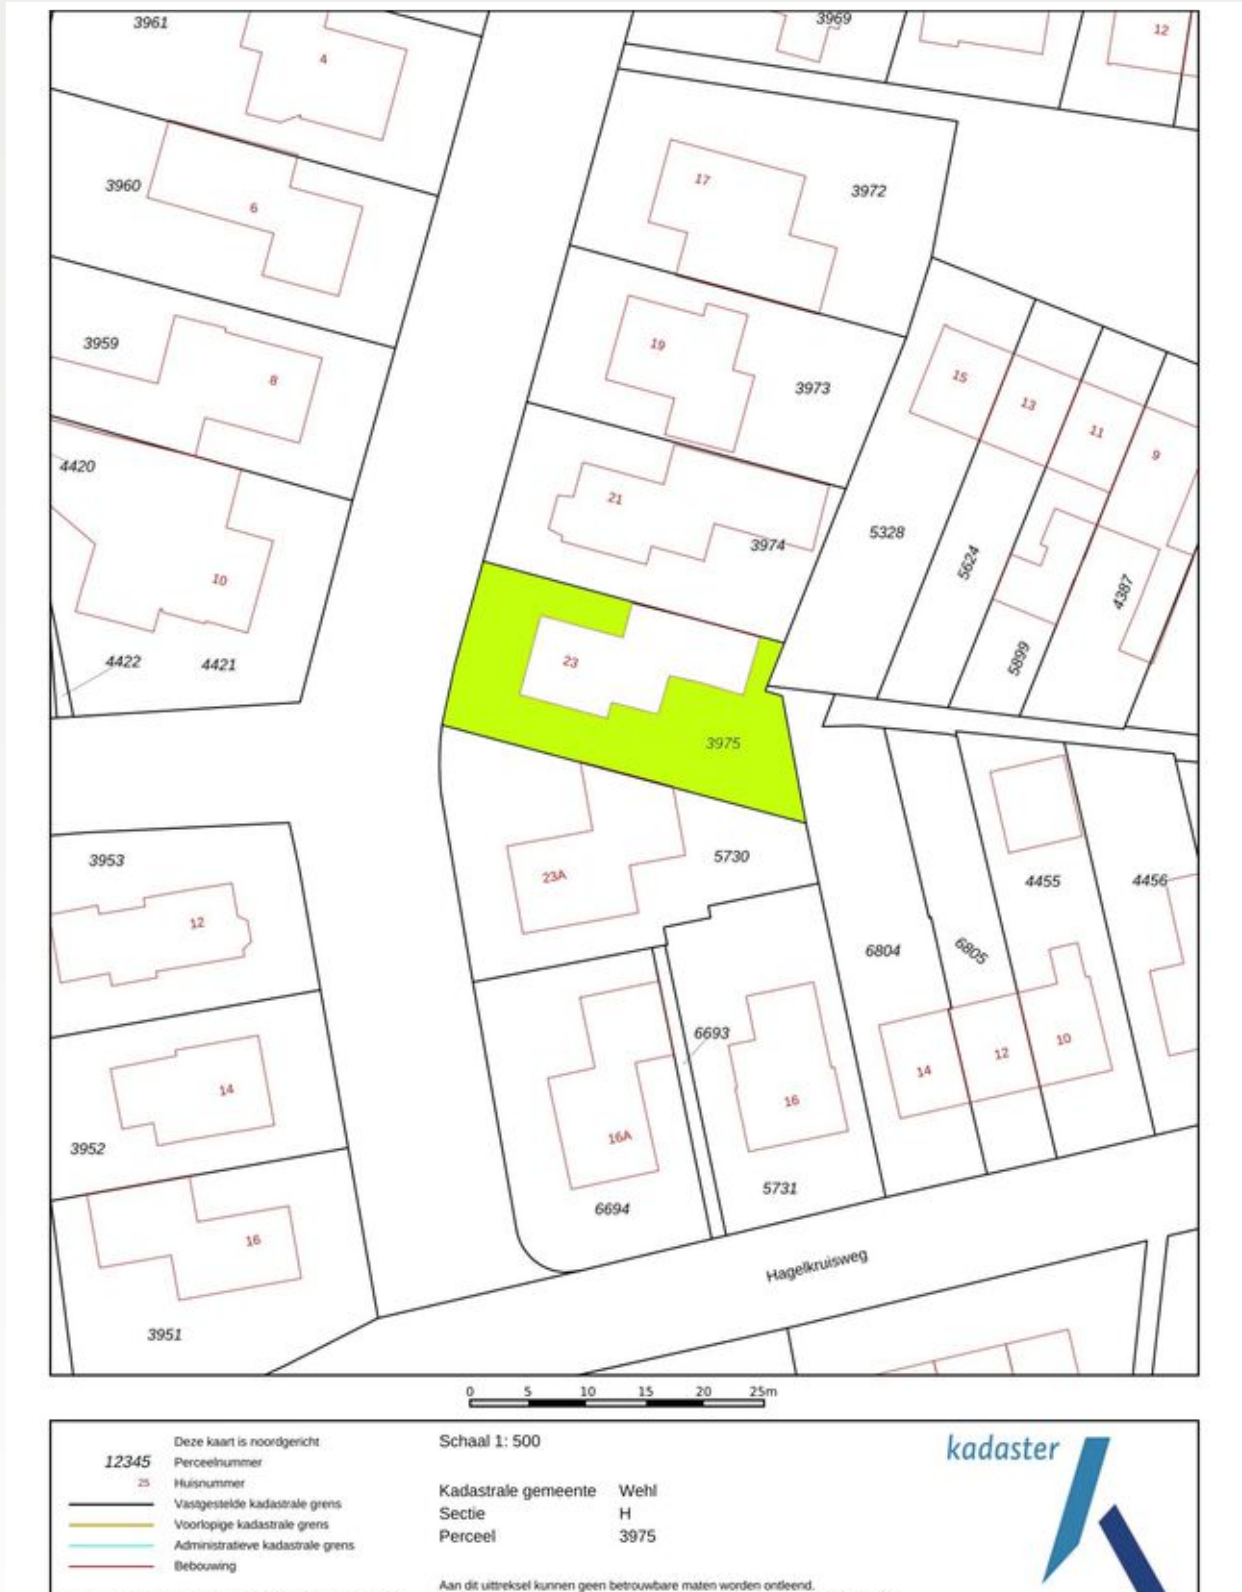 3961
3969
12
4
17
3972
3960
6
3959
8
19
3973
15
13
11
9
4420
21
3974
5328
5624
4387
10
4422
4421
23
3975
5899
3953
23A
5730
4455
4456
12
6804
6805
6693
14
3952
16A
16
14
12
10
5731
6694
16
Hagelkruisweg
3951
0 5 10 15 20 25m
Deze kaart is noordgericht
12345 Perceelnummer
25 Huisnummer
Vastgestelde kadastrale grens
Voorlopige kadastrale grens
Administratieve kadastrale grens
Bebouwing
Schaal 1: 500
Kadastrale gemeente Wehl
Sectie H
Perceel 3975
kadaster
Aan dit uittreksel kunnen geen betrouwbare maten worden ontleend.